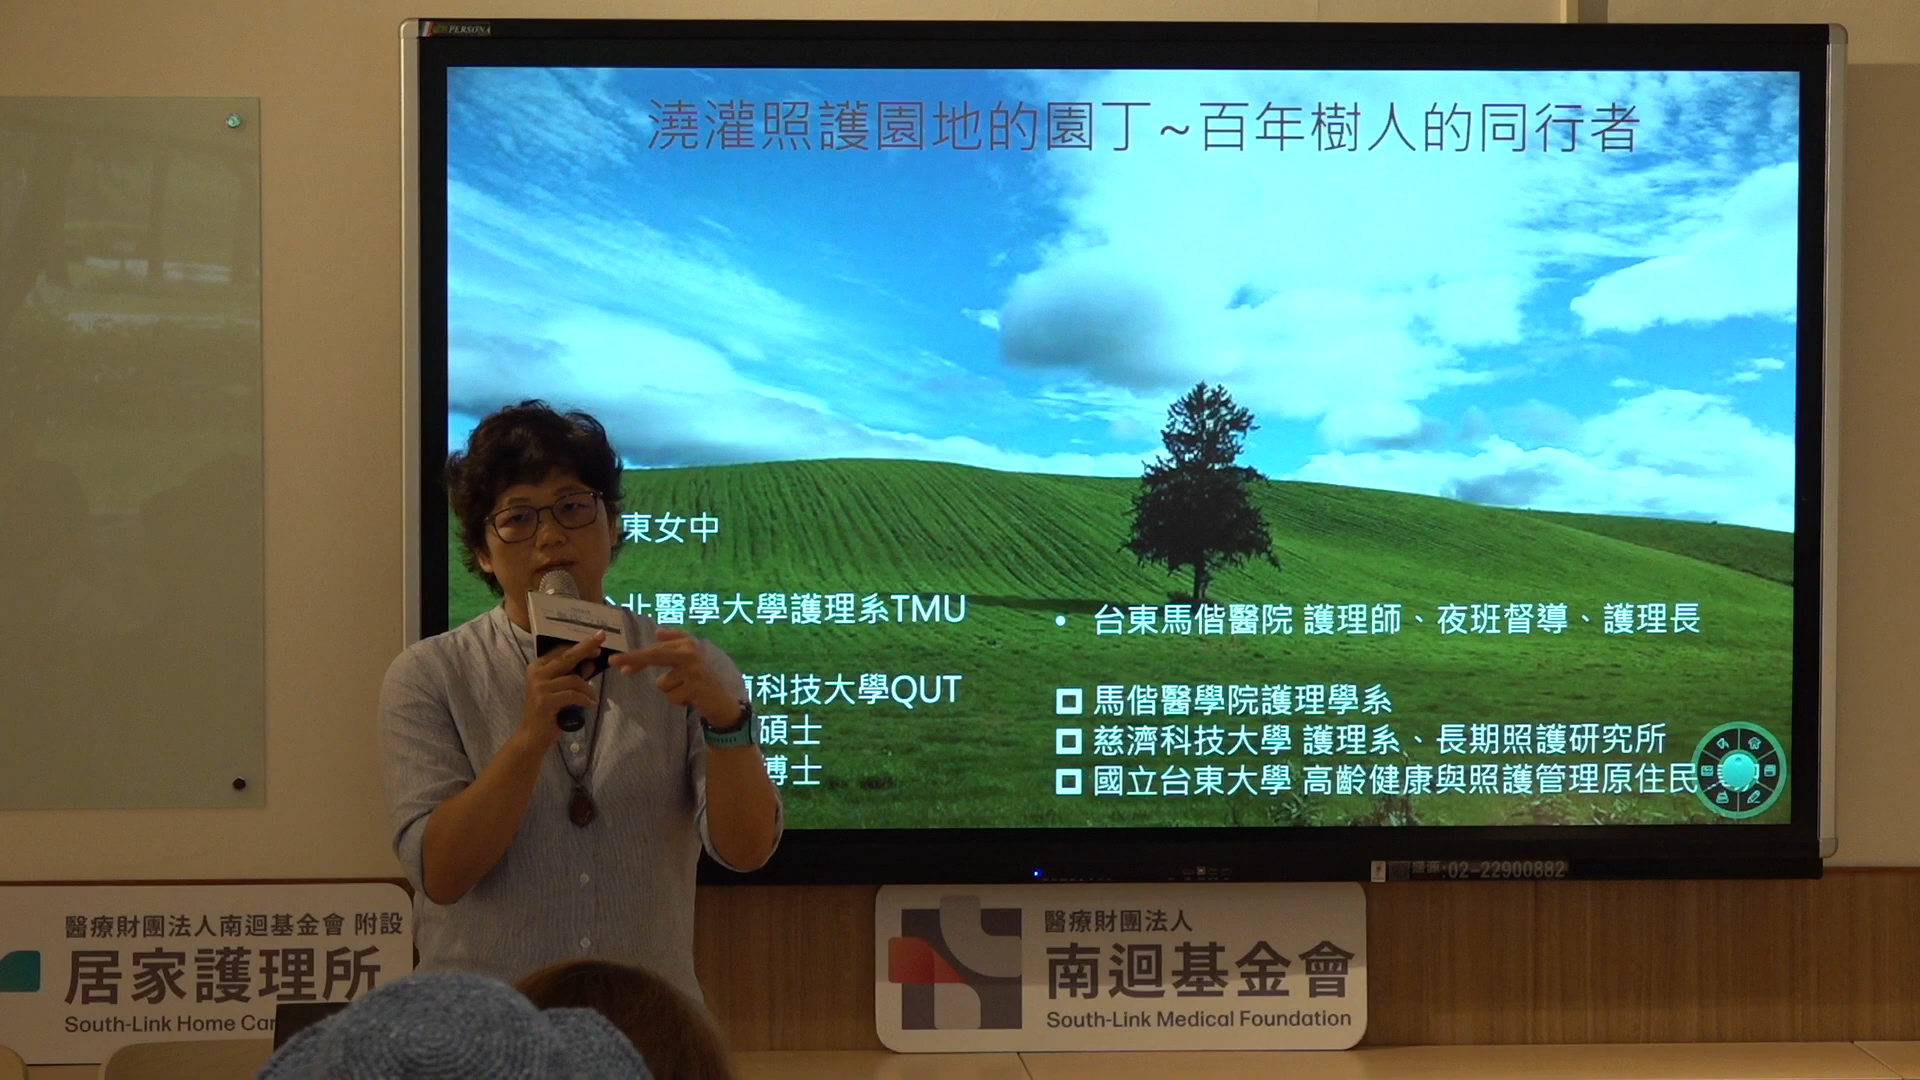 PERSONA
澆灌照護園地的園丁~百年樹人的同行者
東女中
北醫學大學護理系TMU
科技大學QUT
碩士
博士
• 台東馬偕醫院 護理師、夜班督導、護理長
馬偕醫學院護理學系
慈濟科技大學 護理系、長期照護研究所
國立台東大學 高齡健康與照護管理原住民
:02-22900882
醫療財團法人南迴基金會 附設
居家護理所
South-Link Home Car
醫療財團法人
南迴基金會
South-Link Medical Foundation